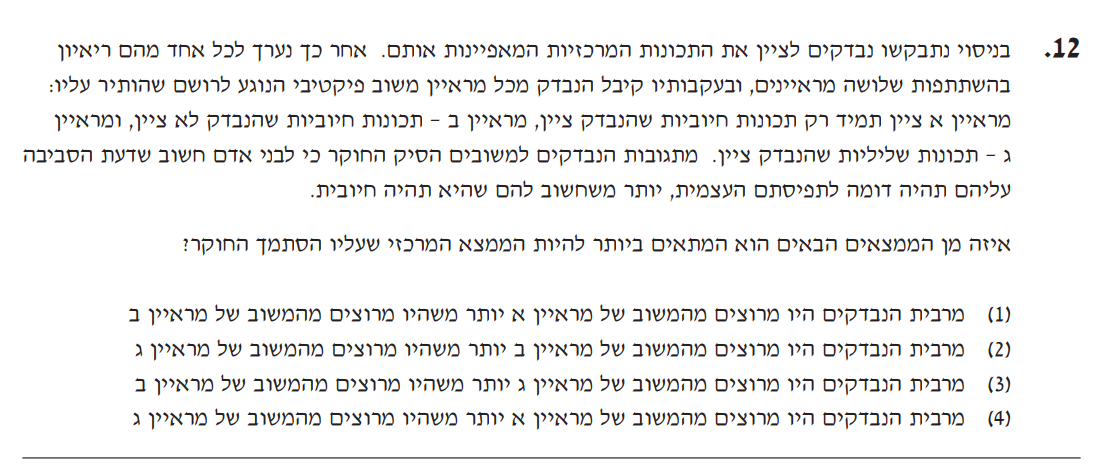 12. בניסוי נתבקשו נבדקים לציין את התכונות המרכזיות המאפיינות אותם. אחר כך נערך לכל אחד מהם ריאיון
בהשתתפות שלושה מראיינים, ובעקבותיו קיבל הנבדק מכל מראיין משוב פיקטיבי הנוגע לרושם שהותיר עליו:
מראיין א ציין תמיד רק תכונות חיוביות שהנבדק ציין, מראיין ב – תכונות חיוביות שהנבדק לא ציין, ומראיין
ג – תכונות שליליות שהנבדק ציין. מתגובות הנבדקים למשובים הסיק החוקר כי לבני אדם חשוב שדעת הסביבה
עליהם תהיה דומה לתפיסתם העצמית, יותר משחשוב להם שהיא תהיה חיובית.
איזה מן הממצאים הבאים הוא המתאים ביותר להיות הממצא המרכזי שעליו הסתמך החוקר?
(1) מרבית הנבדקים היו מרוצים מהמשוב של מראיין א יותר משהיו מרוצים מהמשוב של מראיין ב
(2) מרבית הנבדקים היו מרוצים מהמשוב של מראיין ב יותר משהיו מרוצים מהמשוב של מראיין ג
(3) מרבית הנבדקים היו מרוצים מהמשוב של מראיין ג יותר משהיו מרוצים מהמשוב של מראיין ב
(4) מרבית הנבדקים היו מרוצים מהמשוב של מראיין א יותר משהיו מרוצים מהמשוב של מראיין ג